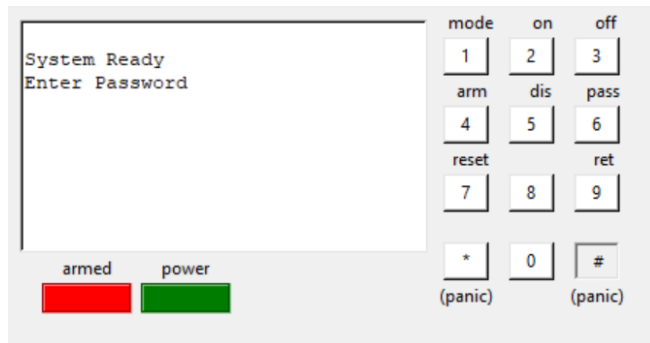 System Ready
Enter Password
armed power
mode on off
1 2 3
arm dis pass
4 5 6
reset ret
7 8 9
* 0 #
(panic) (panic)